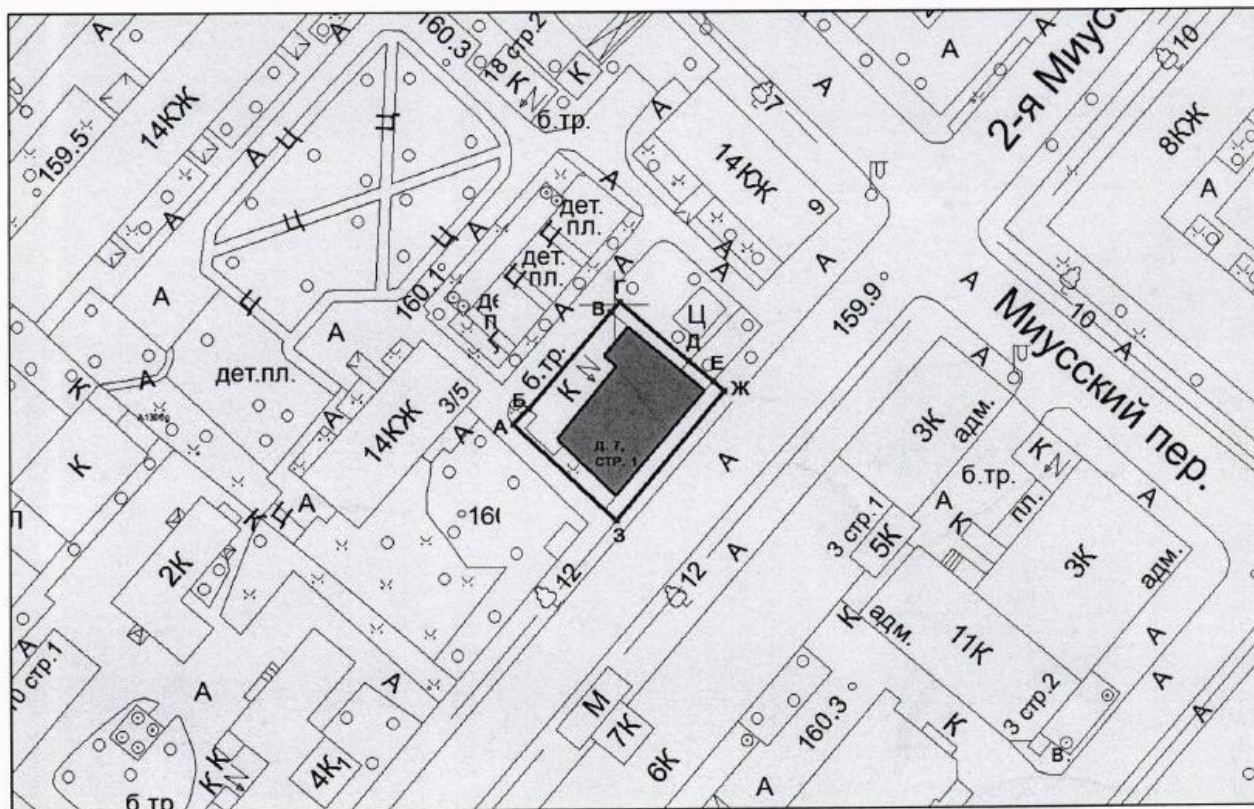 А
14КЖ
159.5
А
А
Ц
Ц
160.3
18 стр.2
К
К
б.тр.
А
А
7
А
14КЖ
9
А
2-я Миусс
10
8КЖ
А
А
А
Ц
Ц
Ц
А
дет.
пл.
Д
дет.
пл.
Д
А
А
А
А
А
А
160.1
Г
В
Ц
Д
Е
Ж
159.9
А
Миусский пер.
10
А
А
дет.пл.
А
А
Ж
А
К
14КЖ
3/5
А
А
б.тр.
Б
А
К
д. 7,
СТР. 1
З
А
3К
адм.
б.тр.
К
пл.
А
К
3 стр.1
5К
3К
адм.
А
Д
А
2К
12
12
А
К
адм.
11К
3 стр.2
А
А
А
А
стр.1
А
А
К
К
4К1
М
7К
6К
160.3
К
А
В.
б.тр